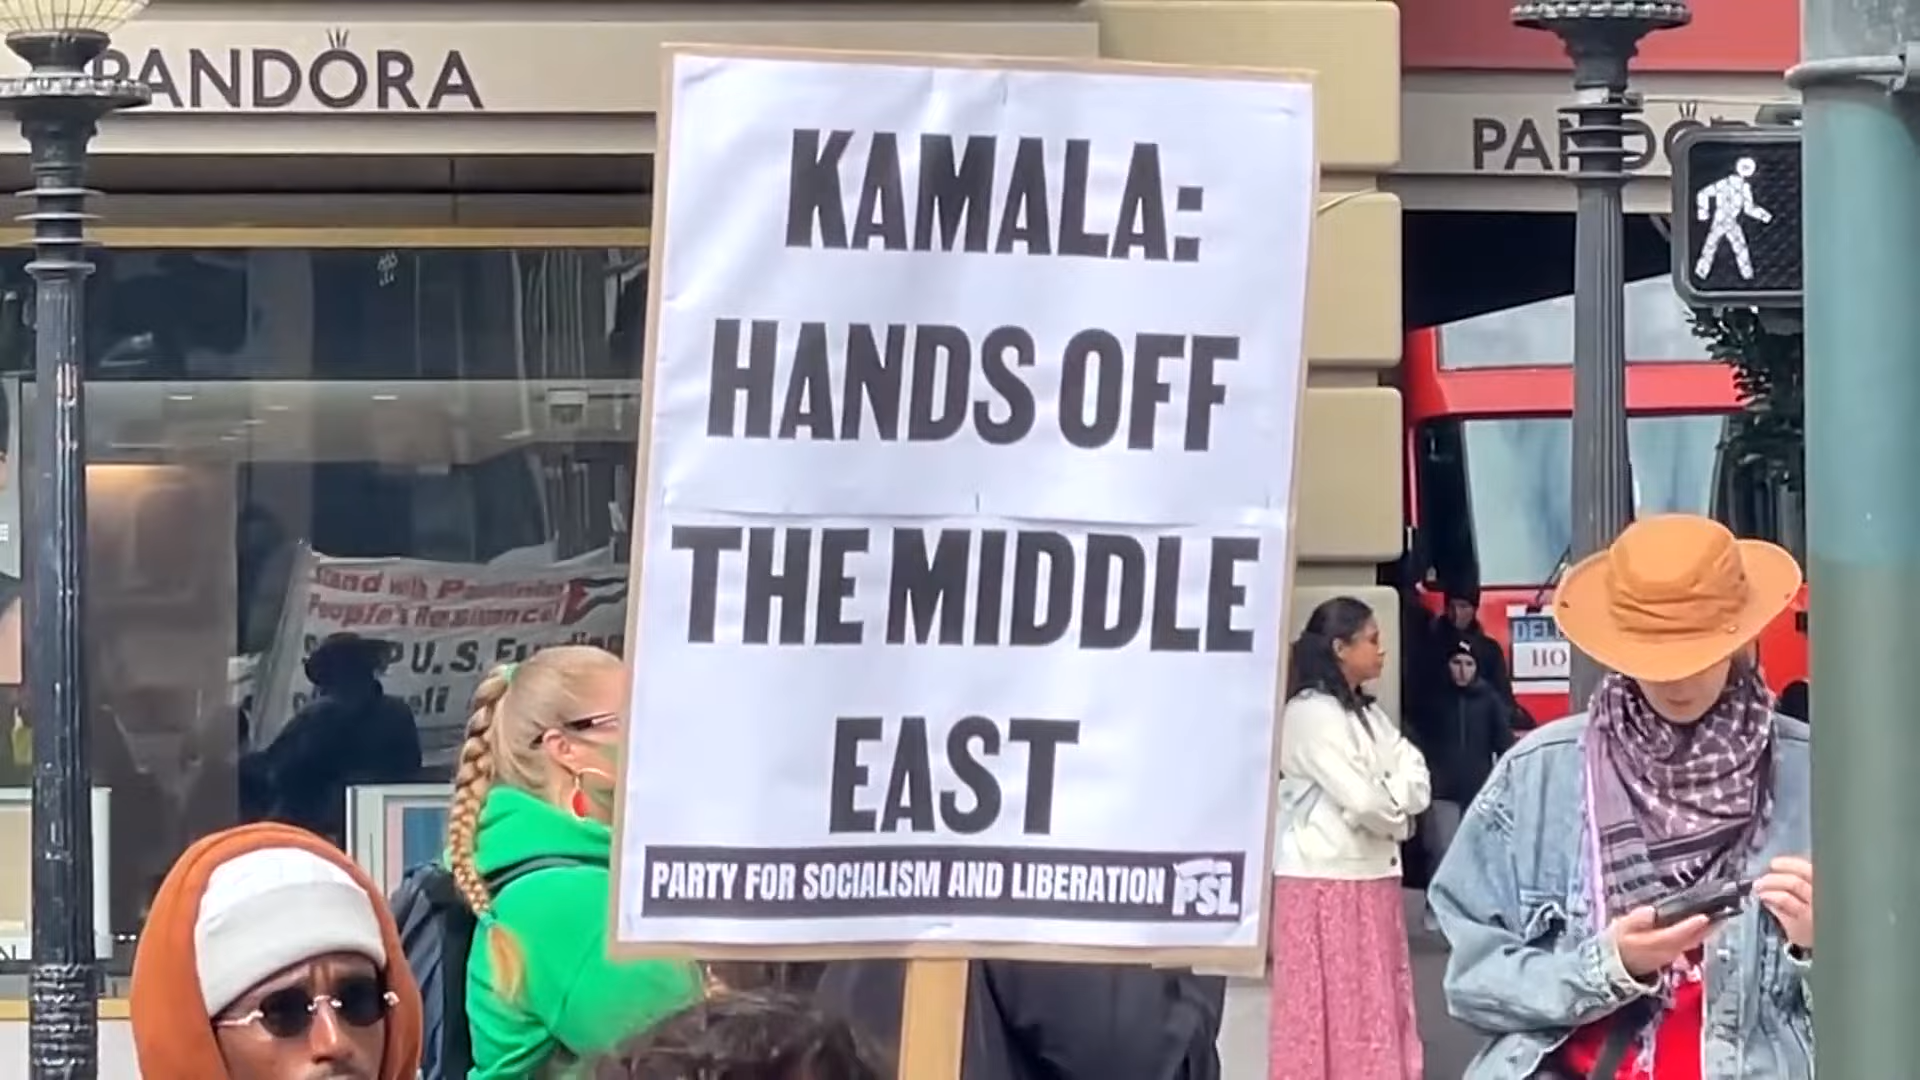 PANDORA
KAMALA:
HANDS OFF
THE MIDDLE
EAST
PARTY FOR SOCIALISM AND LIBERATION PSL
Stand with Palestinian
People's Resistance!
U.S.